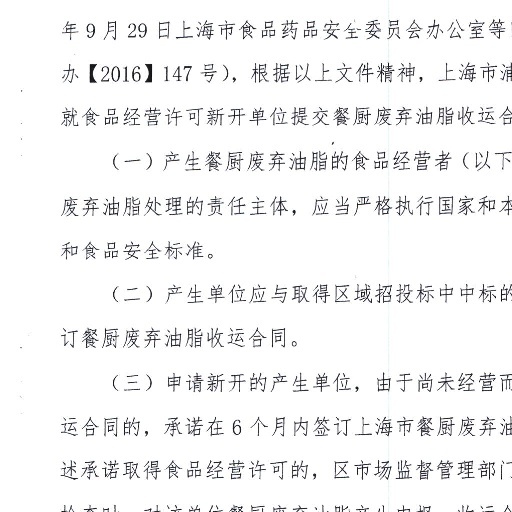 年 9 月 29 日上海市食品药品安全委员会办公室等
办【2016】147 号），根据以上文件精神，上海市浦
就食品经营许可新开单位提交餐厨废弃油脂收运合
（一）产生餐厨废弃油脂的食品经营者（以下
废弃油脂处理的责任主体，应当严格执行国家和本
和食品安全标准。
（二）产生单位应与取得区域招投标中中标的
订餐厨废弃油脂收运合同。
（三）申请新开的产生单位，由于尚未经营而
运合同的，承诺在 6 个月内签订上海市餐厨废弃油
述承诺取得食品经营许可的，区市场监督管理部门